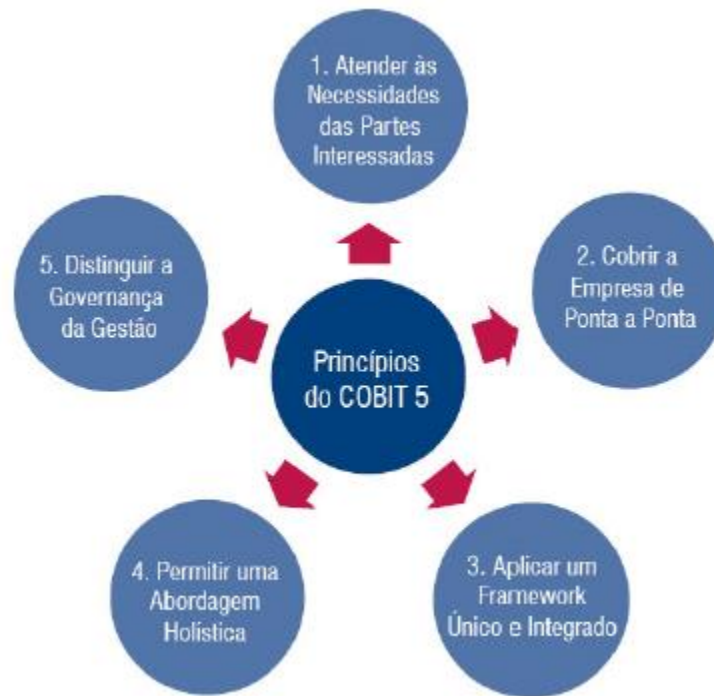 1. Atender às
Necessidades
das Partes
Interessadas
2. Cobrir a
Empresa de
Ponta a Ponta
3. Aplicar um
Framework
Único e Integrado
4. Permitir uma
Abordagem
Holística
5. Distinguir a
Governança
da Gestão
Princípios
do COBIT 5